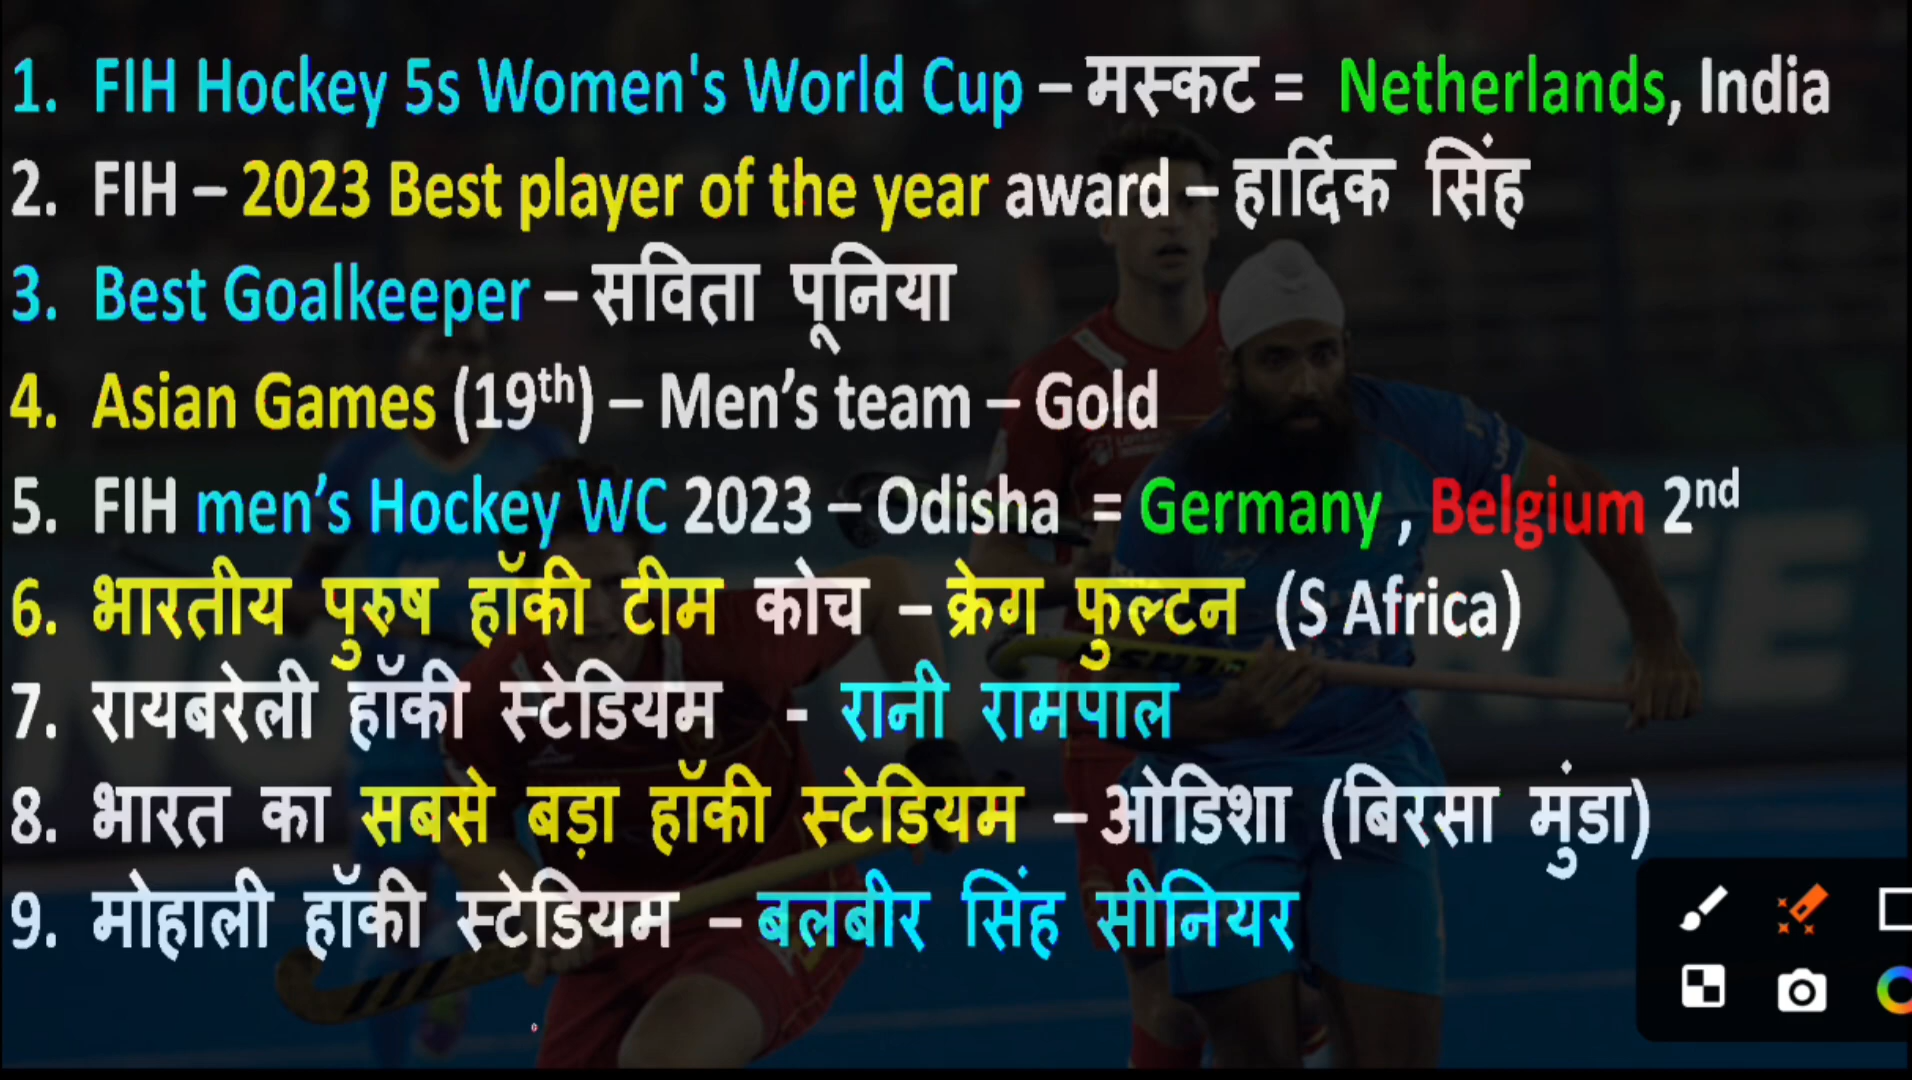 1. FIH Hockey 5s Women's World Cup – मस्कट = Netherlands, India
2. FIH – 2023 Best player of the year award – हार्दिक सिंह
3. Best Goalkeeper – सविता पूनिया
4. Asian Games (19th) – Men’s team – Gold
5. FIH men’s Hockey WC 2023 – Odisha = Germany , Belgium 2nd
6. भारतीय पुरुष हॉकी टीम कोच – क्रेग फुल्टन (S Africa)
7. रायबरेली हॉकी स्टेडियम - रानी रामपाल
8. भारत का सबसे बड़ा हॉकी स्टेडियम – ओडिशा (बिरसा मुंडा)
9. मोहाली हॉकी स्टेडियम – बलबीर सिंह सीनियर